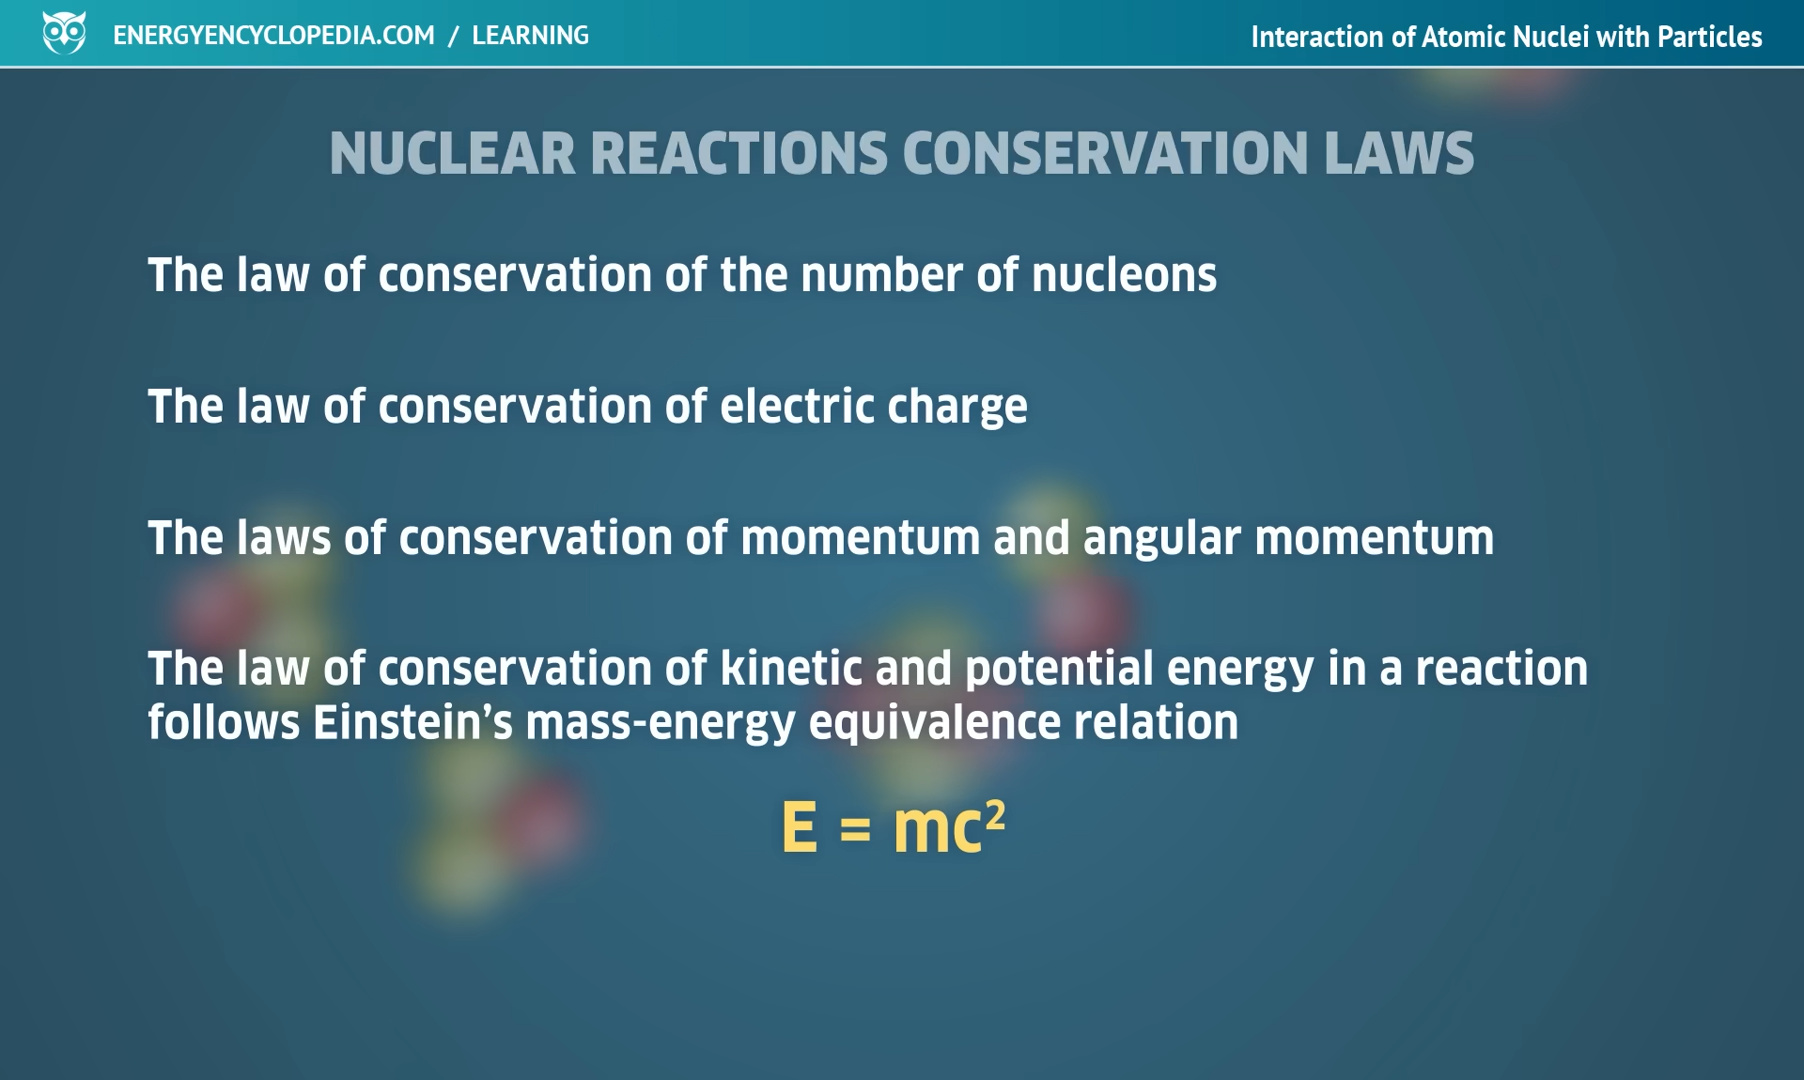 ENERGYENCYCLOPEDIA.COM / LEARNING
Interaction of Atomic Nuclei with Particles
NUCLEAR REACTIONS CONSERVATION LAWS
The law of conservation of the number of nucleons
The law of conservation of electric charge
The laws of conservation of momentum and angular momentum
The law of conservation of kinetic and potential energy in a reaction
follows Einstein’s mass-energy equivalence relation
E = mc²